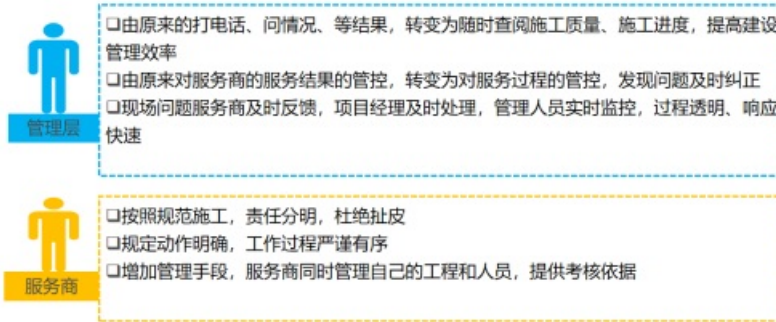 ❑由原来的打电话、问情况、等结果，转变为随时查阅施工质量、施工进度，提高建设
管理效率
❑由原来对服务商的服务结果的管控，转变为对服务过程的管控，发现问题及时纠正
❑现场问题服务商及时反馈，项目经理及时处理，管理人员实时监控，过程透明、响应
快速
管理层
❑按照规范施工，责任分明，杜绝扯皮
❑规定动作明确，工作过程严谨有序
❑增加管理手段，服务商同时管理自己的工程和人员，提供考核依据
服务商